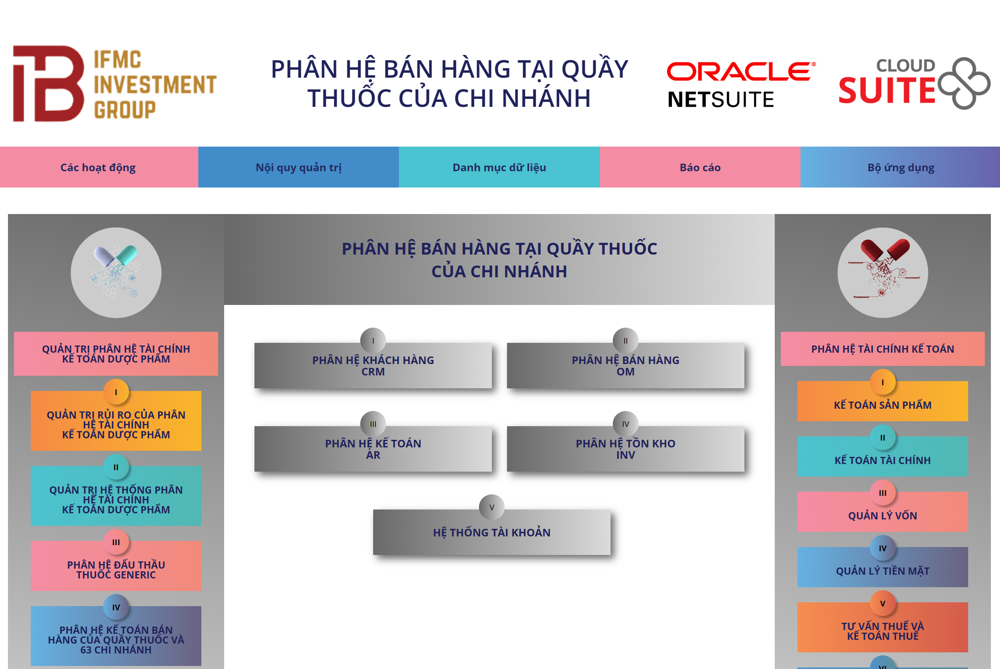 IFMC
INVESTMENT
GROUP
PHÂN HỆ BÁN HÀNG TẠI QUẦY
THUỐC CỦA CHI NHÁNH
ORACLE®
NETSUITE
CLOUD
SUITE
Các hoạt động
Nội quy quản trị
Danh mục dữ liệu
Báo cáo
Bộ ứng dụng
QUẢN TRỊ PHÂN HỆ TÀI CHÍNH
KẾ TOÁN DƯỢC PHẨM
I
QUẢN TRỊ RỦI RO CỦA PHÂN
HỆ TÀI CHÍNH
KẾ TOÁN DƯỢC PHẨM
II
QUẢN TRỊ HỆ THỐNG PHÂN
HỆ TÀI CHÍNH
KẾ TOÁN DƯỢC PHẨM
III
PHÂN HỆ ĐẤU THẦU
THUỐC GENERIC
IV
PHÂN HỆ KẾ TOÁN BÁN
HÀNG CỦA QUẦY THUỐC VÀ
63 CHI NHÁNH
PHÂN HỆ BÁN HÀNG TẠI QUẦY THUỐC
CỦA CHI NHÁNH
I
PHÂN HỆ KHÁCH HÀNG
CRM
II
PHÂN HỆ BÁN HÀNG
OM
III
PHÂN HỆ KẾ TOÁN
AR
IV
PHÂN HỆ TỒN KHO
INV
V
HỆ THỐNG TÀI KHOẢN
PHÂN HỆ TÀI CHÍNH KẾ TOÁN
I
KẾ TOÁN SẢN PHẨM
II
KẾ TOÁN TÀI CHÍNH
III
QUẢN LÝ VỐN
IV
QUẢN LÝ TIỀN MẶT
V
TƯ VẤN THUẾ VÀ
KẾ TOÁN THUẾ
VI